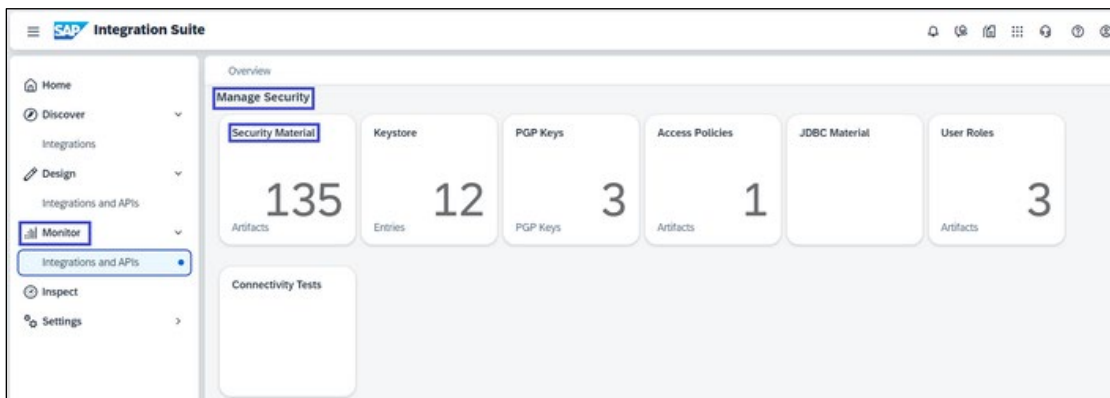 SAP Integration Suite
Home
Discover
Integrations
Design
Integrations and APIs
Monitor
Integrations and APIs
Inspect
Settings
Overview
Manage Security
Security Material
135
Artifacts
Keystore
12
Entries
PGP Keys
3
PGP Keys
Access Policies
1
Artifacts
JDBC Material
User Roles
3
Artifacts
Connectivity Tests